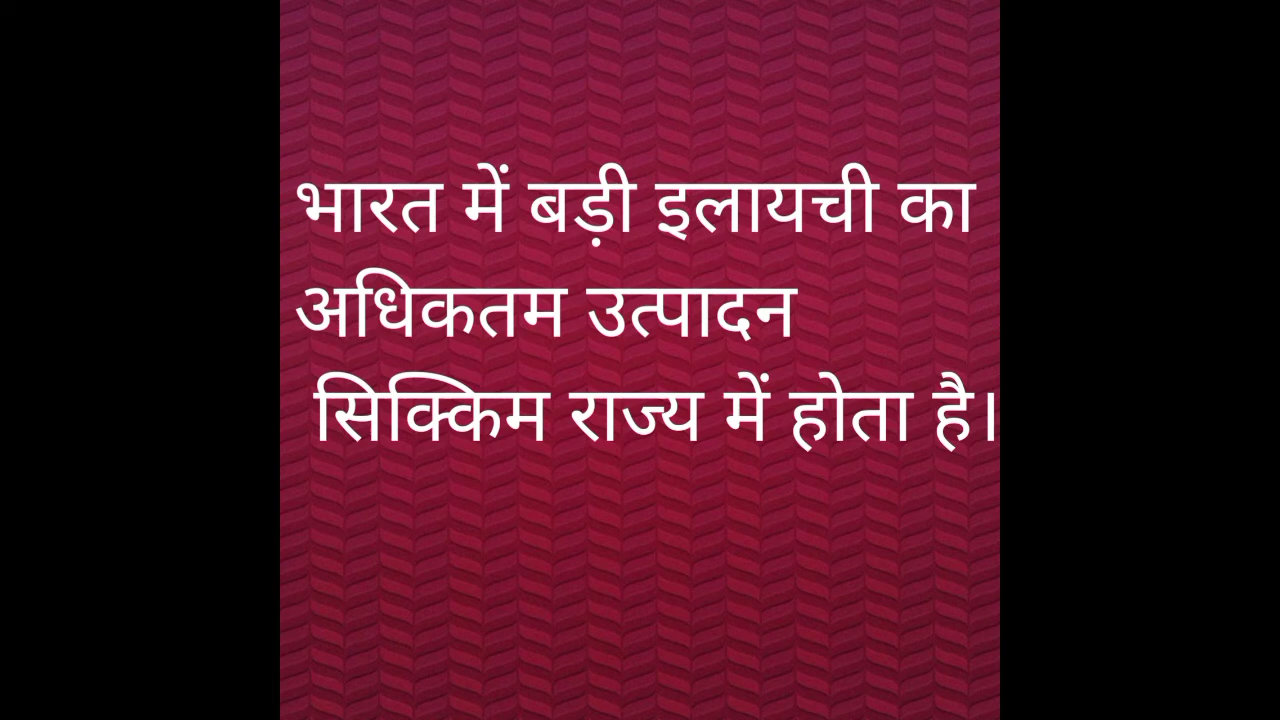 भारत में बड़ी इलायची का
अधिकतम उत्पादन
सिक्किम राज्य में होता है।